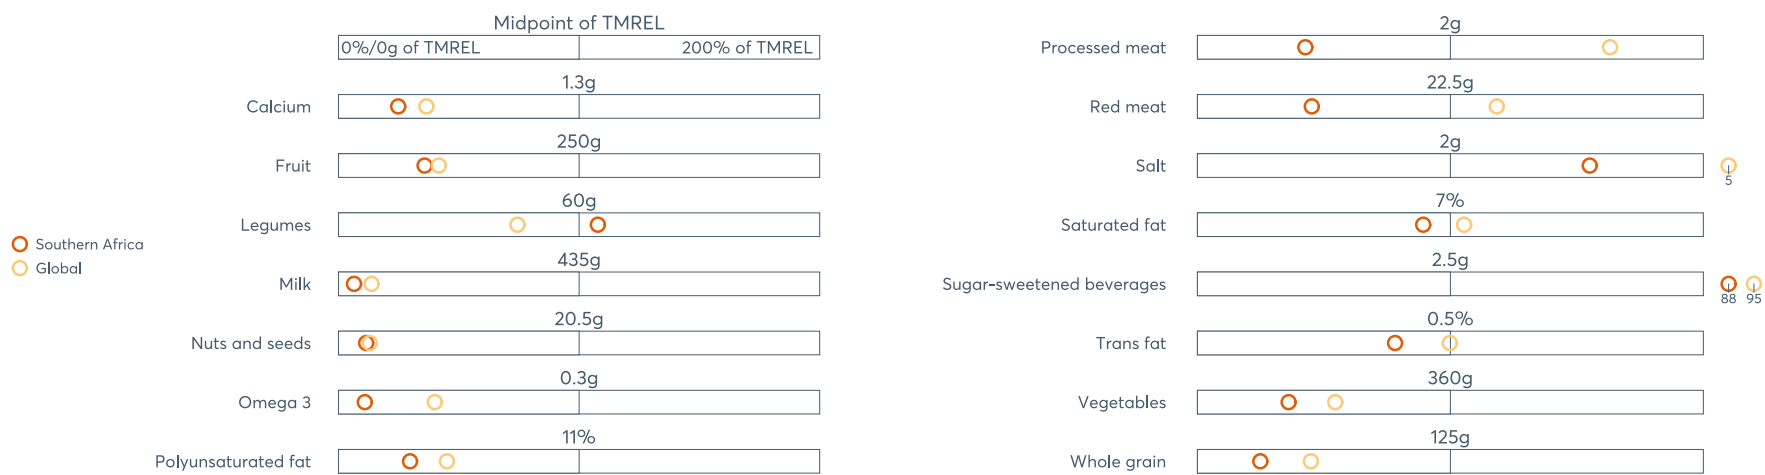 Midpoint of TMREL
0%/0g of TMREL 200% of TMREL
1.3g
Calcium
250g
Fruit
60g
Legumes
435g
Milk
20.5g
Nuts and seeds
0.3g
Omega 3
11%
Polyunsaturated fat
Southern Africa
Global
2g
Processed meat
22.5g
Red meat
2g
Salt
5
7%
Saturated fat
2.5g
Sugar-sweetened beverages
88 95
0.5%
Trans fat
360g
Vegetables
125g
Whole grain